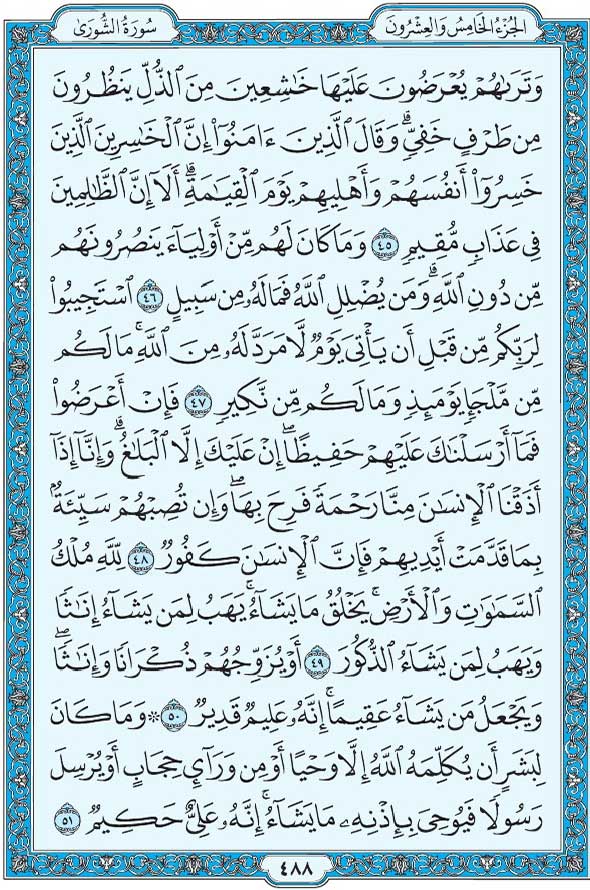 سُورَةُ الشُّورَىٰ
الجُزْءُ الخَامِسُ وَالعِشْرُونَ
وَتَرَىٰهُمْ يُعْرَضُونَ عَلَيْهَا خَٰشِعِينَ مِنَ ٱلذُّلِّ يَنظُرُونَ
مِن طَرْفٍ خَفِىٍّۗ وَقَالَ ٱلَّذِينَ ءَامَنُوٓا۟ إِنَّ ٱلْخَٰسِرِينَ ٱلَّذِينَ
خَسِرُوٓا۟ أَنفُسَهُمْ وَأَهْلِيهِمْ يَوْمَ ٱلْقِيَٰمَةِۗ أَلَآ إِنَّ ٱلظَّٰلِمِينَ
فِى عَذَابٍ مُّقِيمٍ ٤٥ وَمَا كَانَ لَهُم مِّنْ أَوْلِيَآءَ يَنصُرُونَهُم
مِّن دُونِ ٱللَّهِۗ وَمَن يُضْلِلِ ٱللَّهُ فَمَا لَهُۥ مِن سَبِيلٍ ٤٦ ٱسْتَجِيبُوا۟
لِرَبِّكُم مِّن قَبْلِ أَن يَأْتِىَ يَوْمٌ لَّا مَرَدَّ لَهُۥ مِنَ ٱللَّهِۚ مَا لَكُم
مِّن مَّلْجَإٍ يَوْمَئِذٍ وَمَا لَكُم مِّن نَّكِيرٍ ٤٧ فَإِنْ أَعْرَضُوا۟
فَمَآ أَرْسَلْنَٰكَ عَلَيْهِمْ حَفِيظًاۖ إِنْ عَلَيْكَ إِلَّا ٱلْبَلَٰغُۗ وَإِنَّآ إِذَآ
أَذَقْنَا ٱلْإِنسَٰنَ مِنَّا رَحْمَةً فَرِحَ بِهَاۖ وَإِن تُصِبْهُمْ سَيِّئَةٌۢ
بِمَا قَدَّمَتْ أَيْدِيهِمْ فَإِنَّ ٱلْإِنسَٰنَ كَفُورٌ ٤٨ لِّلَّهِ مُلْكُ
ٱلسَّمَٰوَٰتِ وَٱلْأَرْضِۚ يَخْلُقُ مَا يَشَآءُۚ يَهَبُ لِمَن يَشَآءُ إِنَٰثًا
وَيَهَبُ لِمَن يَشَآءُ ٱلذُّكُورَ ٤٩ أَوْ يُزَوِّجُهُمْ ذُكْرَانًا وَإِنَٰثًاۖ
وَيَجْعَلُ مَن يَشَآءُ عَقِيمًاۚ إِنَّهُۥ عَلِيمٌ قَدِيرٌ ٥٠ ۞ وَمَا كَانَ
لِبَشَرٍ أَن يُكَلِّمَهُ ٱللَّهُ إِلَّا وَحْيًا أَوْ مِن وَرَآئِ حِجَابٍ أَوْ يُرْسِلَ
رَسُولًا فَيُوحِىَ بِإِذْنِهِۦ مَا يَشَآءُۚ إِنَّهُۥ عَلِىٌّ حَكِيمٌ ٥١
٤٨٨